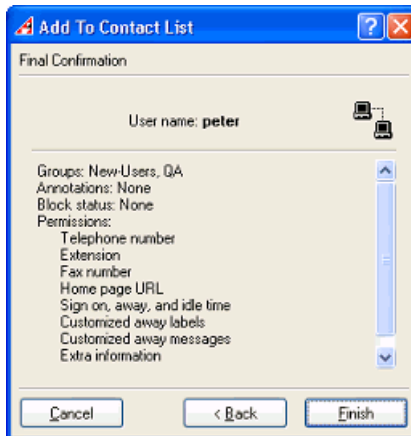 Add To Contact List
Final Confirmation
User name: peter
Groups: New-Users, QA
Annotations: None
Block status: None
Permissions:
Telephone number
Extension
Fax number
Home page URL
Sign on, away, and idle time
Customized away labels
Customized away messages
Extra information
Cancel
< Back
Finish